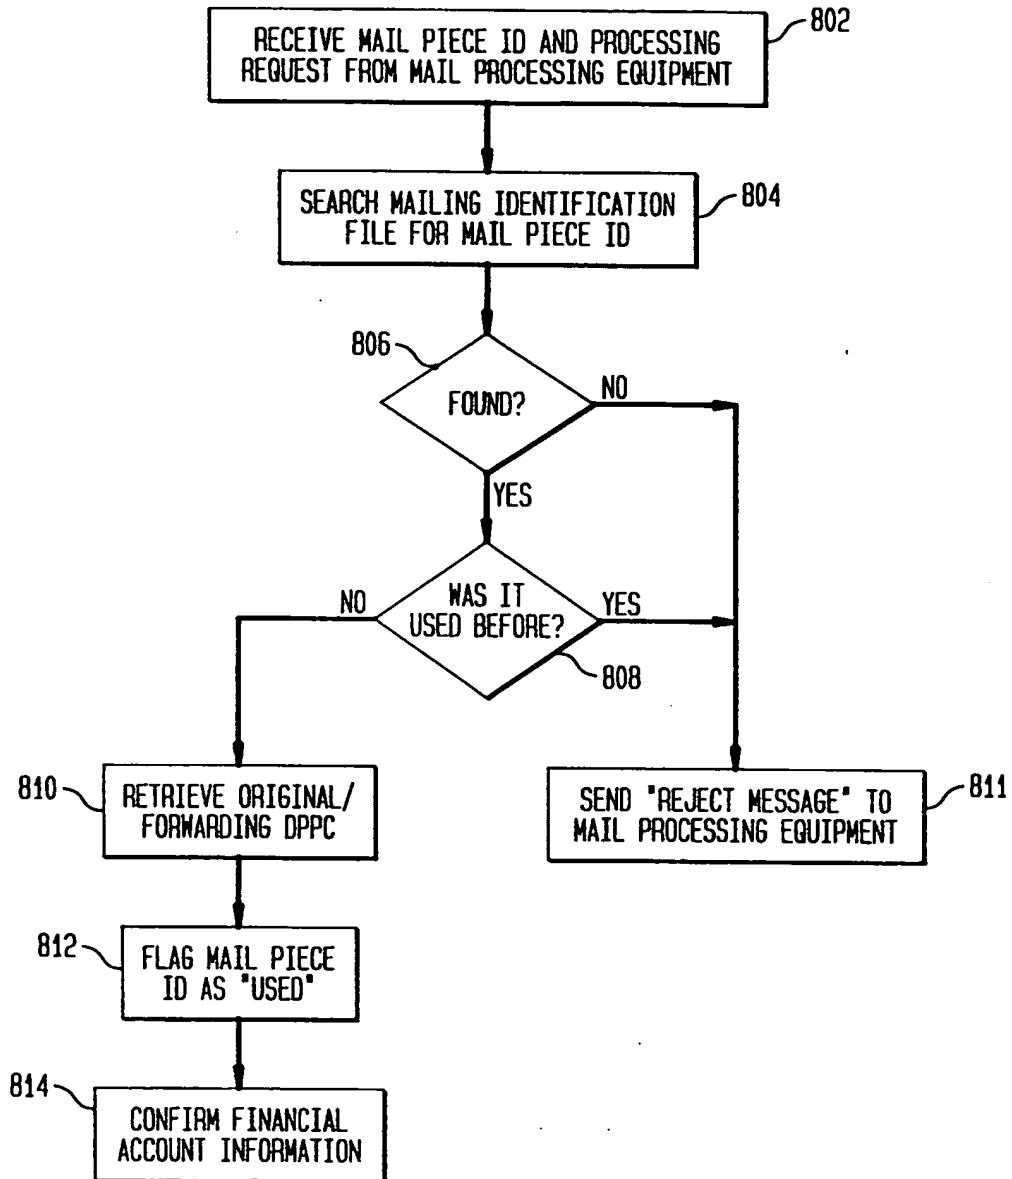 RECEIVE MAIL PIECE ID AND PROCESSING
REQUEST FROM MAIL PROCESSING EQUIPMENT
802
SEARCH MAILING IDENTIFICATION
FILE FOR MAIL PIECE ID
804
806
FOUND?
NO
YES
WAS IT
USED BEFORE?
NO
YES
808
810
RETRIEVE ORIGINAL/
FORWARDING DPPC
SEND "REJECT MESSAGE" TO
MAIL PROCESSING EQUIPMENT
811
812
FLAG MAIL PIECE
ID AS "USED"
814
CONFIRM FINANCIAL
ACCOUNT INFORMATION